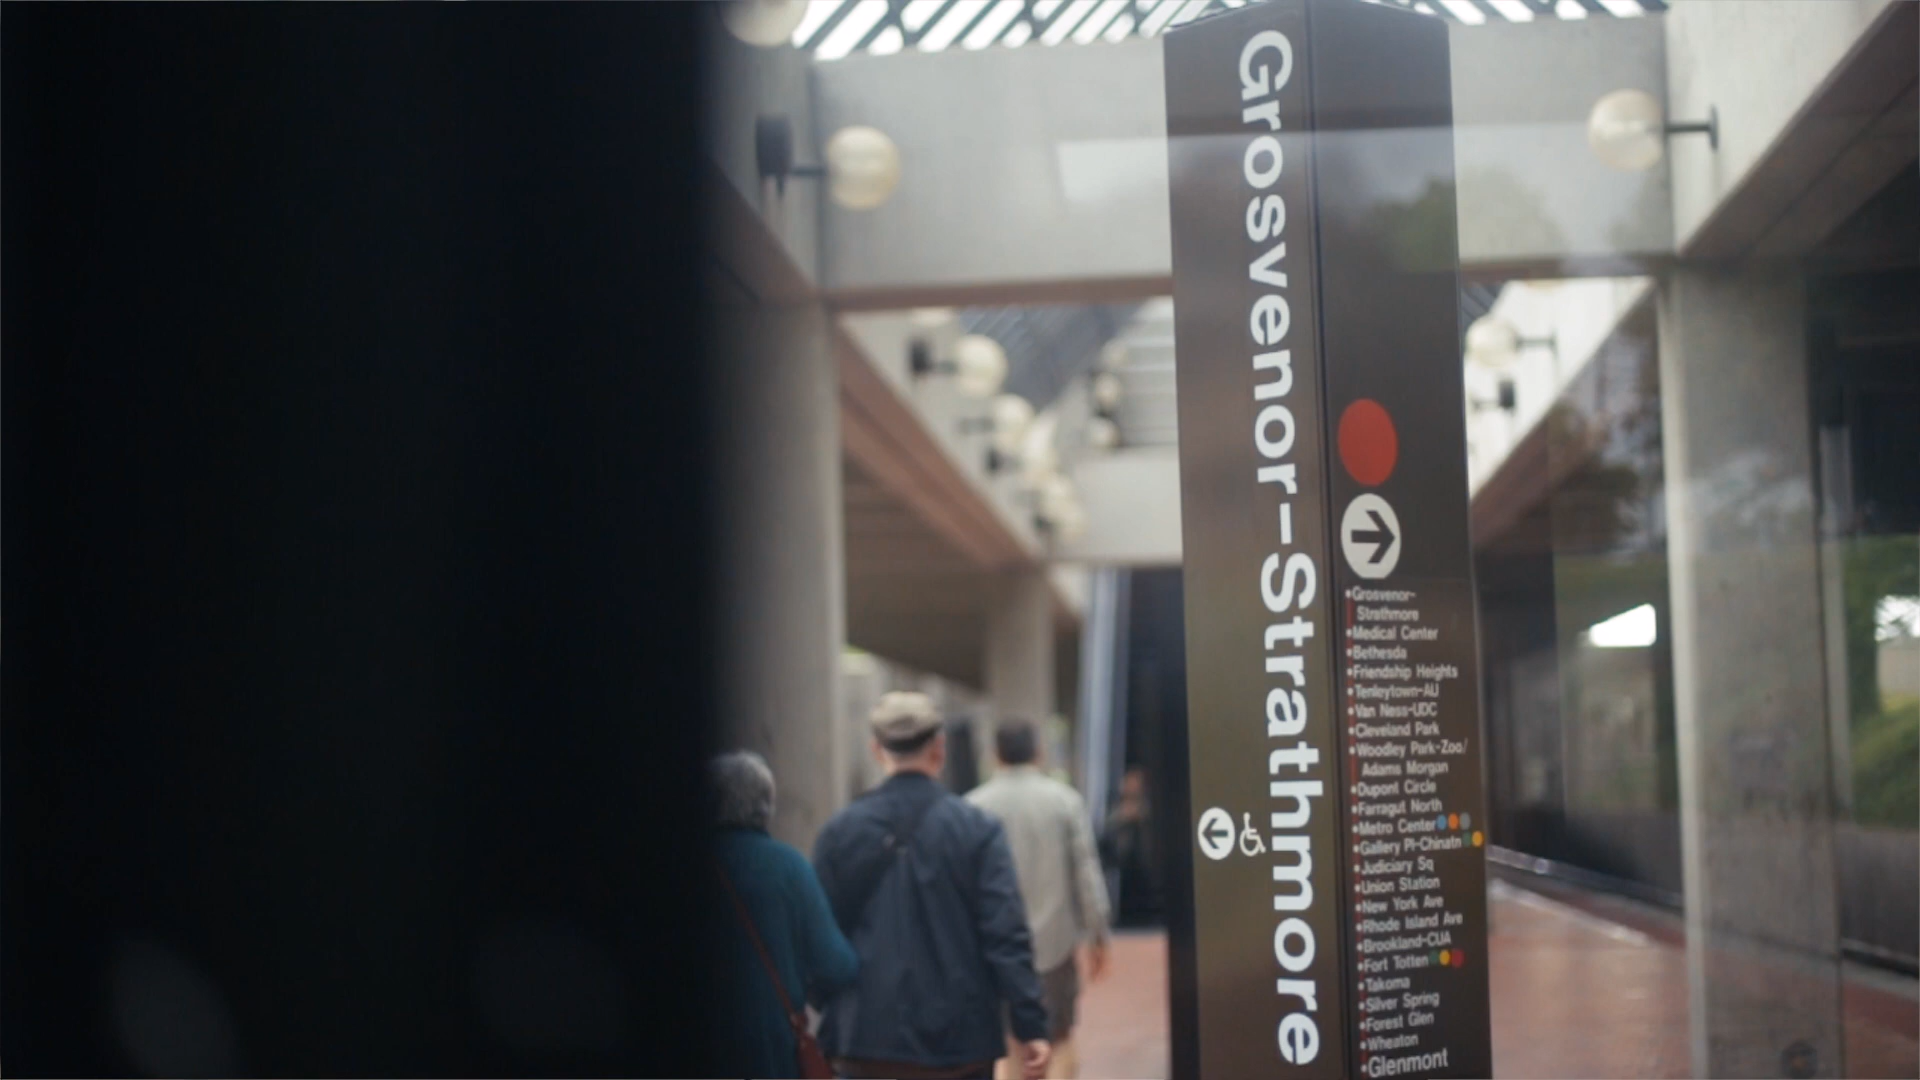 Grosvenor-Strathmore
Grosvenor-
Strathmore
Medical Center
Bethesda
Friendship Heights
Tenleytown-AU
Van Ness-UDC
Cleveland Park
Woodley Park-Zoo/
Adams Morgan
Dupont Circle
Farragut North
Metro Center
Gallery Pl-Chinatn
Judiciary Sq
Union Station
New York Ave
Rhode Island Ave
Brookland-CUA
Fort Totten
Takoma
Silver Spring
Forest Glen
Wheaton
Glenmont